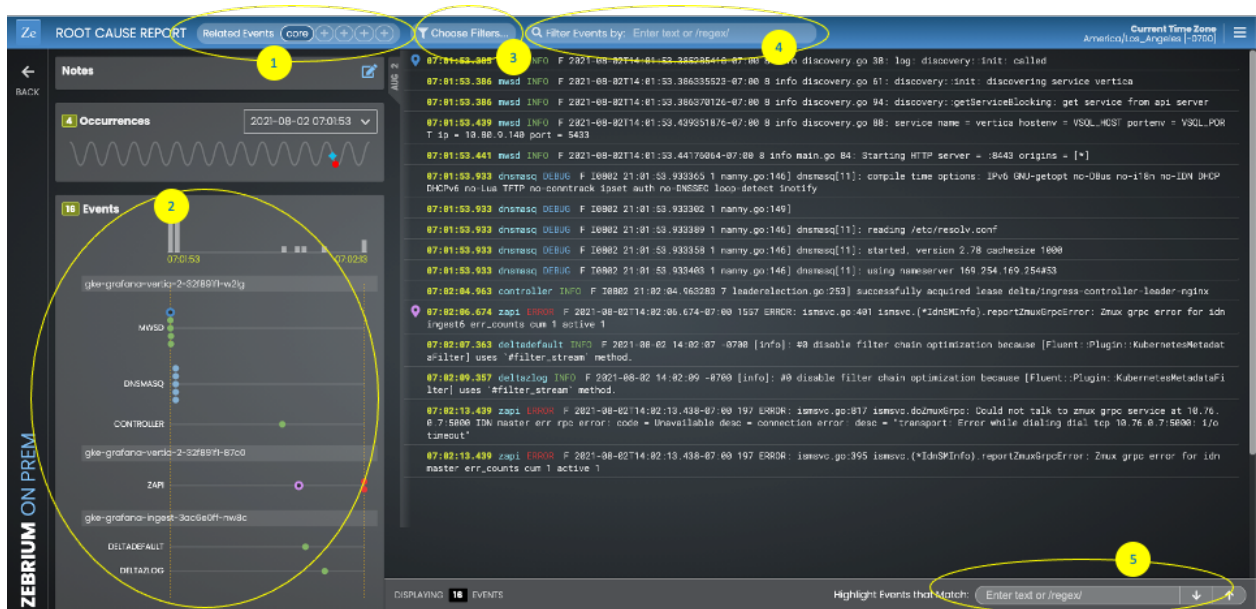 Ze
ROOT CAUSE REPORT
Related Events core + + + +
Choose Filters...
Filter Events by: Enter text or /regex/
Current Time Zone
America/Los_Angeles [-0700]
1
3
4
BACK
Notes
AUG 2
4 Occurrences
2021-08-02 07:01:53
16 Events
2
07:01:53
07:02:13
MWSD
DNSMASQ
CONTROLLER
ZAPI
DELTADEFAULT
DELTAZLOG
ZEBRIUM ON PREM
07:01:53.386 mwsd INFO F 2021-08-02T14:01:53.386335523-07:00 8 info discovery.go 61: discovery::init: discovering service vertica
07:01:53.386 mwsd INFO F 2021-08-02T14:01:53.386370126-07:00 8 info discovery.go 94: discovery::getServiceBlocking: get service from api server
07:01:53.439 mwsd INFO F 2021-08-02T14:01:53.439351876-07:00 8 info discovery.go 88: service name = vertica hostenv = VSQL_HOST portenv = VSQL_POR
T ip = 10.80.9.140 port = 5433
07:01:53.441 mwsd INFO F 2021-08-02T14:01:53.44176064-07:00 8 info main.go 84: Starting HTTP server = :8443 origins = [*]
07:01:53.933 dnsmasq DEBUG F I0802 21:01:53.933365 1 nanny.go:146] dnsmasq[11]: compile time options: IPv6 GNU-getopt no-DBus no-i18n no-IDN DHCP
DHCPv6 no-Lua TFTP no-conntrack ipset auth no-DNSSEC loop-detect inotify
07:01:53.933 dnsmasq DEBUG F I0802 21:01:53.933302 1 nanny.go:149]
07:01:53.933 dnsmasq DEBUG F I0802 21:01:53.933389 1 nanny.go:146] dnsmasq[11]: reading /etc/resolv.conf
07:01:53.933 dnsmasq DEBUG F I0802 21:01:53.933358 1 nanny.go:146] dnsmasq[11]: started, version 2.78 cachesize 1000
07:01:53.933 dnsmasq DEBUG F I0802 21:01:53.933403 1 nanny.go:146] dnsmasq[11]: using nameserver 169.254.169.254#53
07:02:04.963 controller INFO F I0802 21:02:04.963283 7 leaderelection.go:253] successfully acquired lease delta/ingress-controller-leader-nginx
07:02:06.674 zapi ERROR F 2021-08-02T14:02:06.674-07:00 1557 ERROR: ismsvc.go:401 ismsvc.(*IdnSMInfo).reportZmuxGrpcError: Zmux grpc error for idn
ingest6 err_counts cum 1 active 1
07:02:07.363 deltadefault INFO F 2021-08-02 14:02:07 -0700 [info]: #0 disable filter chain optimization because [Fluent::Plugin::KubernetesMetadat
aFilter] uses `#filter_stream` method.
07:02:09.357 deltazlog INFO F 2021-08-02 14:02:09 -0700 [info]: #0 disable filter chain optimization because [Fluent::Plugin::KubernetesMetadataFi
lter] uses `#filter_stream` method.
07:02:13.439 zapi ERROR F 2021-08-02T14:02:13.438-07:00 197 ERROR: ismsvc.go:817 ismsvc.doZmuxGrpc: Could not talk to zmux grpc service at 10.76.
0.7:5000 IDN master err rpc error: code = Unavailable desc = connection error: desc = "transport: Error while dialing dial tcp 10.76.0.7:5000: i/o
timeout"
07:02:13.439 zapi ERROR F 2021-08-02T14:02:13.438-07:00 197 ERROR: ismsvc.go:395 ismsvc.(*IdnSMInfo).reportZmuxGrpcError: Zmux grpc error for idn
master err_counts cum 1 active 1
5
DISPLAYING 16 EVENTS
Highlight Events that Match: Enter text or /regex/